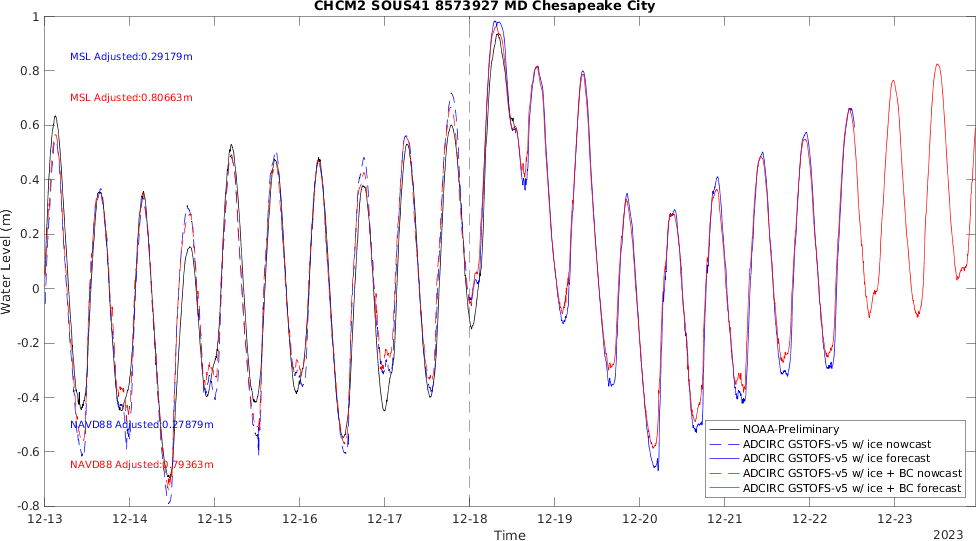 CHCM2 SOUS41 8573927 MD Chesapeake City
1
0.8
0.6
0.4
0.2
0
-0.2
-0.4
-0.6
-0.8
Water Level (m)
MSL Adjusted:0.29179m
MSL Adjusted:0.80663m
NAVD88 Adjusted:0.27879m
NAVD88 Adjusted:0.79363m
NOAA-Preliminary
ADCIRC GSTOFS-v5 w/ ice nowcast
ADCIRC GSTOFS-v5 w/ ice forecast
ADCIRC GSTOFS-v5 w/ ice + BC nowcast
ADCIRC GSTOFS-v5 w/ ice + BC forecast
12-13 12-14 12-15 12-16 12-17 12-18 12-19 12-20 12-21 12-22 12-23
Time
2023